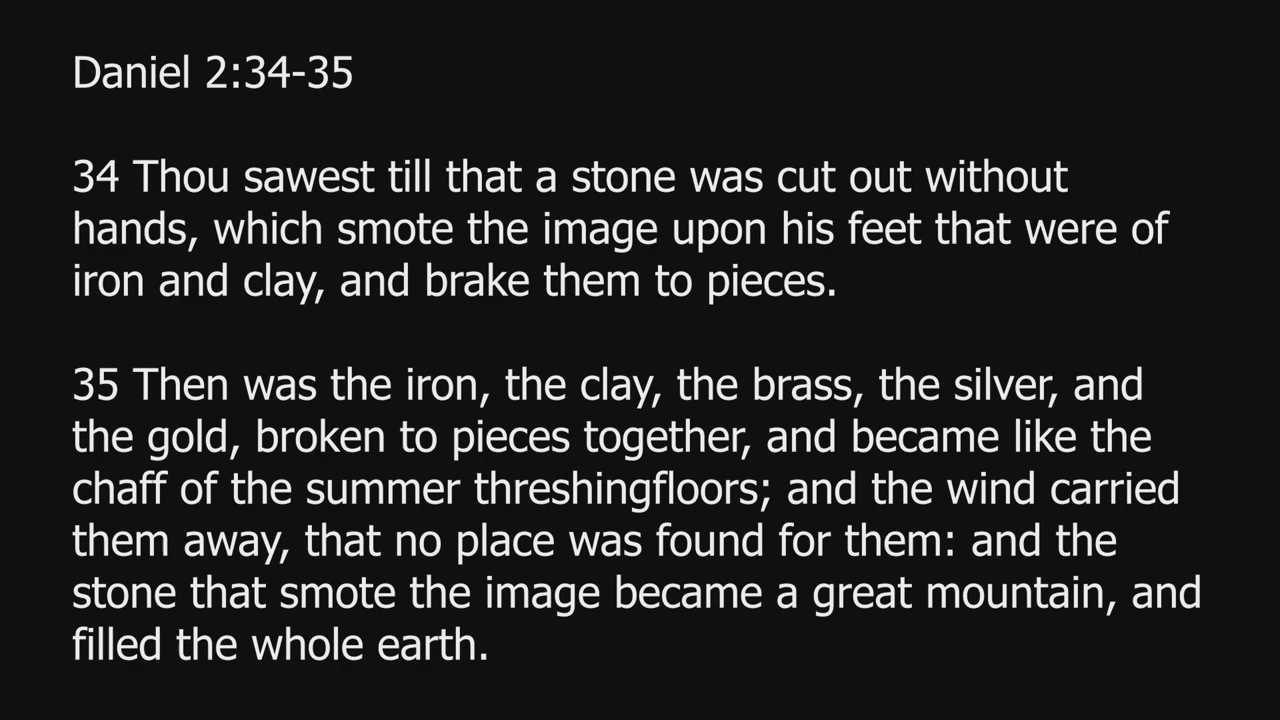 Daniel 2:34-35
34 Thou sawest till that a stone was cut out without
hands, which smote the image upon his feet that were of
iron and clay, and brake them to pieces.
35 Then was the iron, the clay, the brass, the silver, and
the gold, broken to pieces together, and became like the
chaff of the summer threshingfloors; and the wind carried
them away, that no place was found for them: and the
stone that smote the image became a great mountain, and
filled the whole earth.